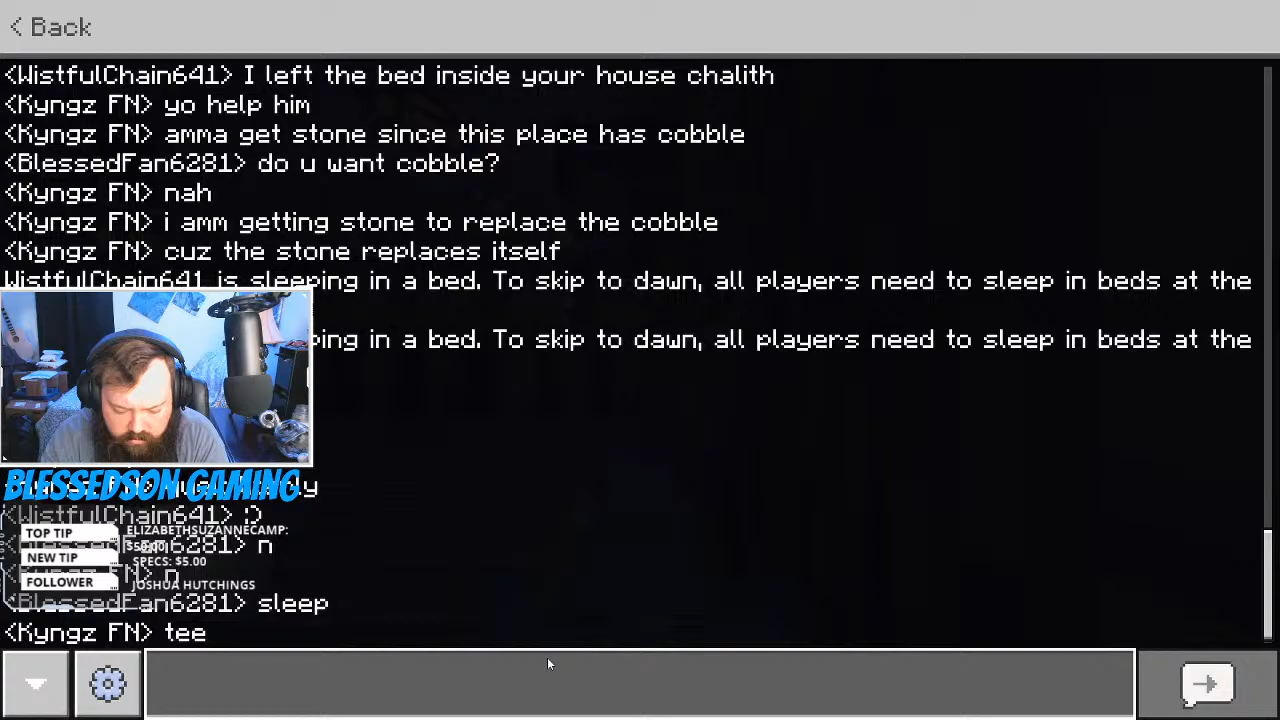 < Back
<WistfulChain641> I left the bed inside your house chalith
<Kyngz FN> yo help him
<Kyngz FN> amma get stone since this place has cobble
<BlessedFan6281> do u want cobble?
<Kyngz FN> nah
<Kyngz FN> i amm getting stone to replace the cobble
<Kyngz FN> cuz the stone replaces itself
WistfulChain641 is sleeping in a bed. To skip to dawn, all players need to sleep in beds at the
ping in a bed. To skip to dawn, all players need to sleep in beds at the
BLESSEDSON GAMING
<WistfulChain641> :)
TOP TIP
ELIZABETHSUZANNECAMP:
<BlessedFan6281> n
NEW TIP
SPECS: $5.00
<Kyngz FN> n
FOLLOWER
JOSHUA HUTCHINGS
<BlessedFan6281> sleep
<Kyngz FN> tee